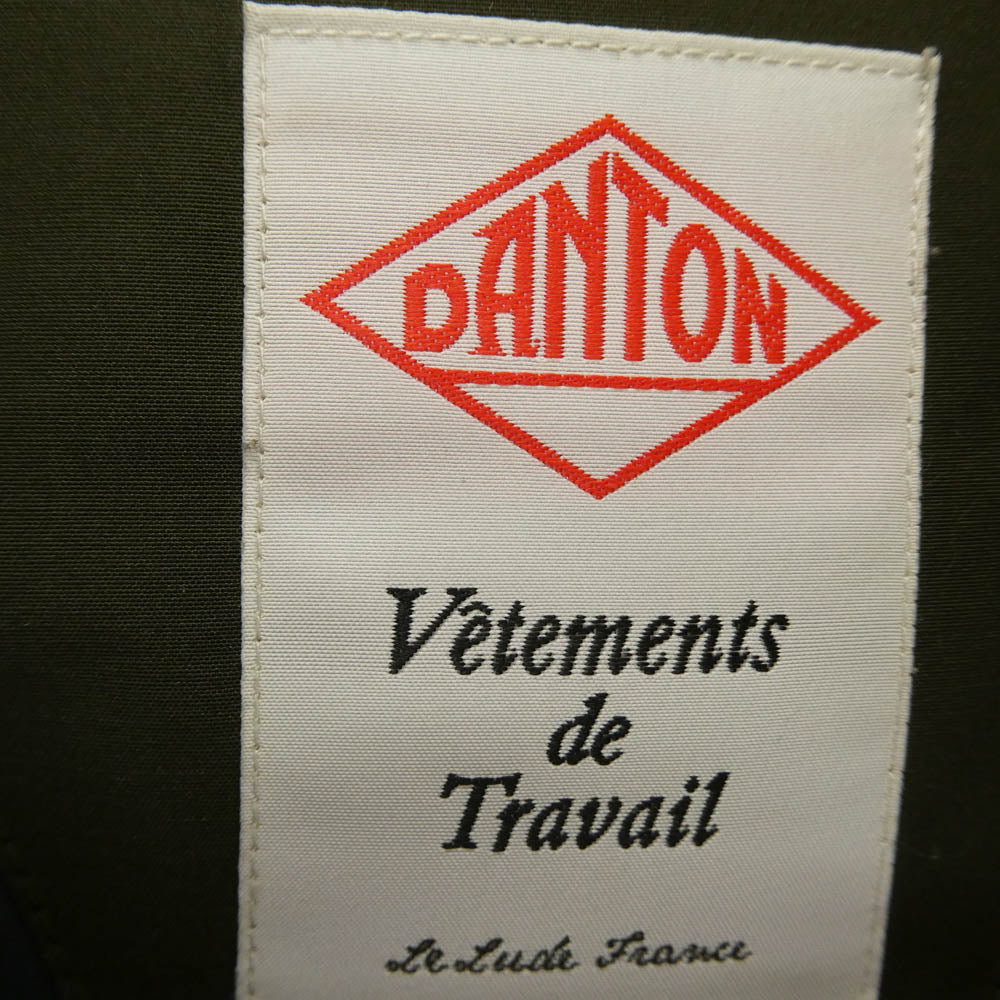 DANTON
Vêtements
de
Travail
Le Lude France